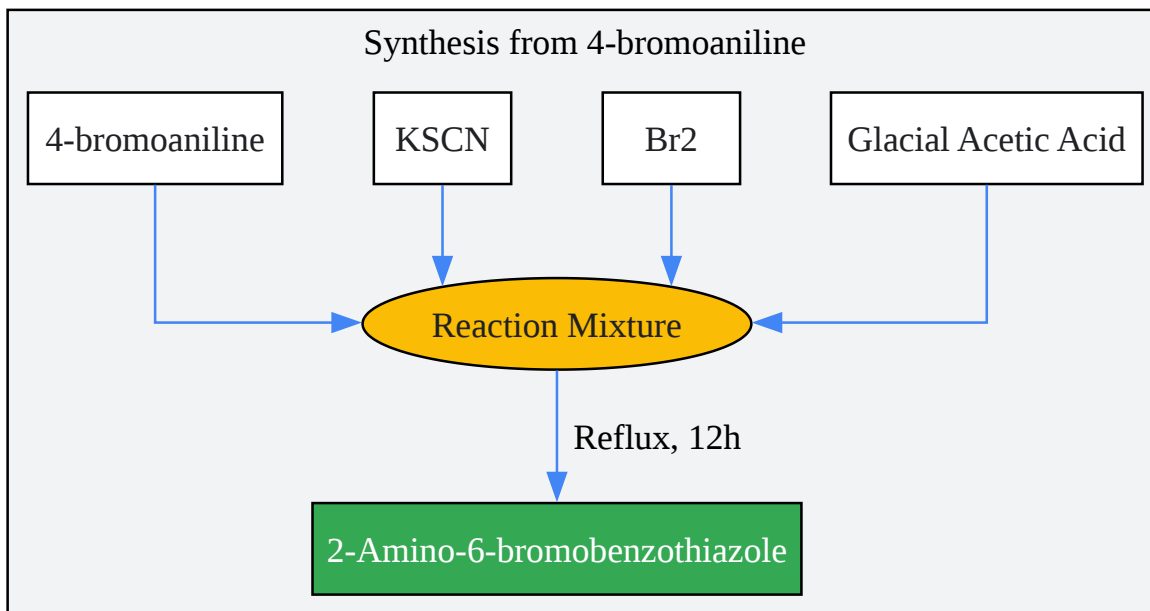 Synthesis from 4-bromoaniline
4-bromoaniline
KSCN
Br2
Glacial Acetic Acid
Reaction Mixture
Reflux, 12h
2-Amino-6-bromobenzothiazole